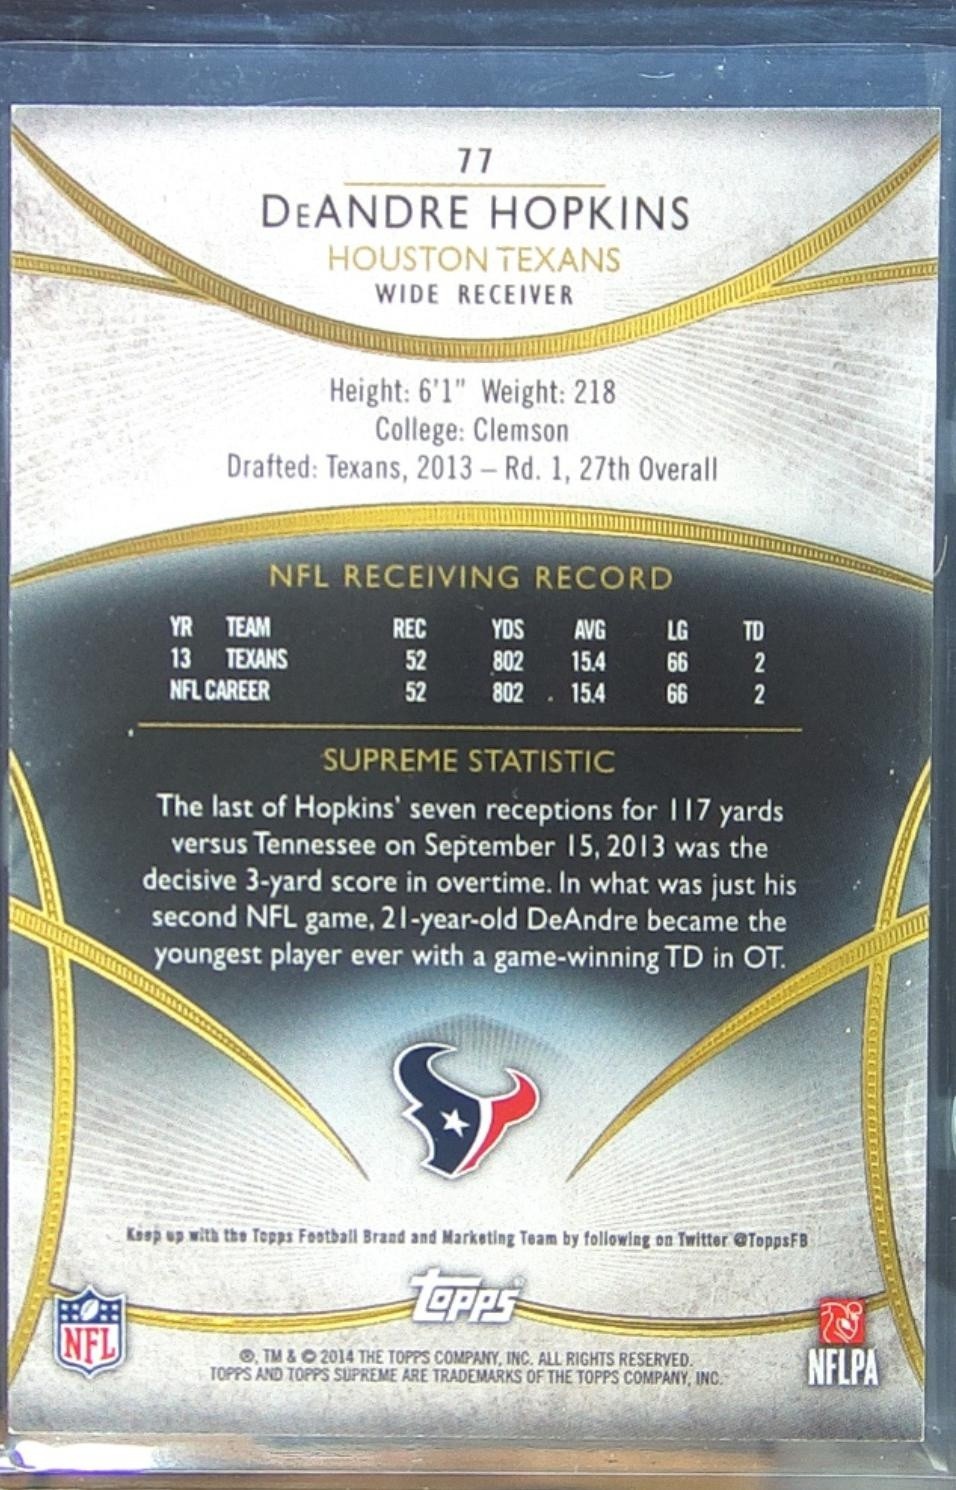 77
DeANDRE HOPKINS
HOUSTON TEXANS
WIDE RECEIVER
Height: 6'1" Weight: 218
College: Clemson
Drafted: Texans, 2013 – Rd. 1, 27th Overall
NFL RECEIVING RECORD
YR TEAM REC YDS AVG LG TD
13 TEXANS 52 802 15.4 66 2
NFL CAREER 52 802 15.4 66 2
SUPREME STATISTIC
The last of Hopkins' seven receptions for 117 yards
versus Tennessee on September 15, 2013 was the
decisive 3-yard score in overtime. In what was just his
second NFL game, 21-year-old DeAndre became the
youngest player ever with a game-winning TD in OT.
Keep up with the Topps Football Brand and Marketing Team by following on Twitter @ToppsFB
Topps®
NFL
®, TM & © 2014 THE TOPPS COMPANY, INC. ALL RIGHTS RESERVED.
TOPPS AND TOPPS SUPREME ARE TRADEMARKS OF THE TOPPS COMPANY, INC.
NFLPA